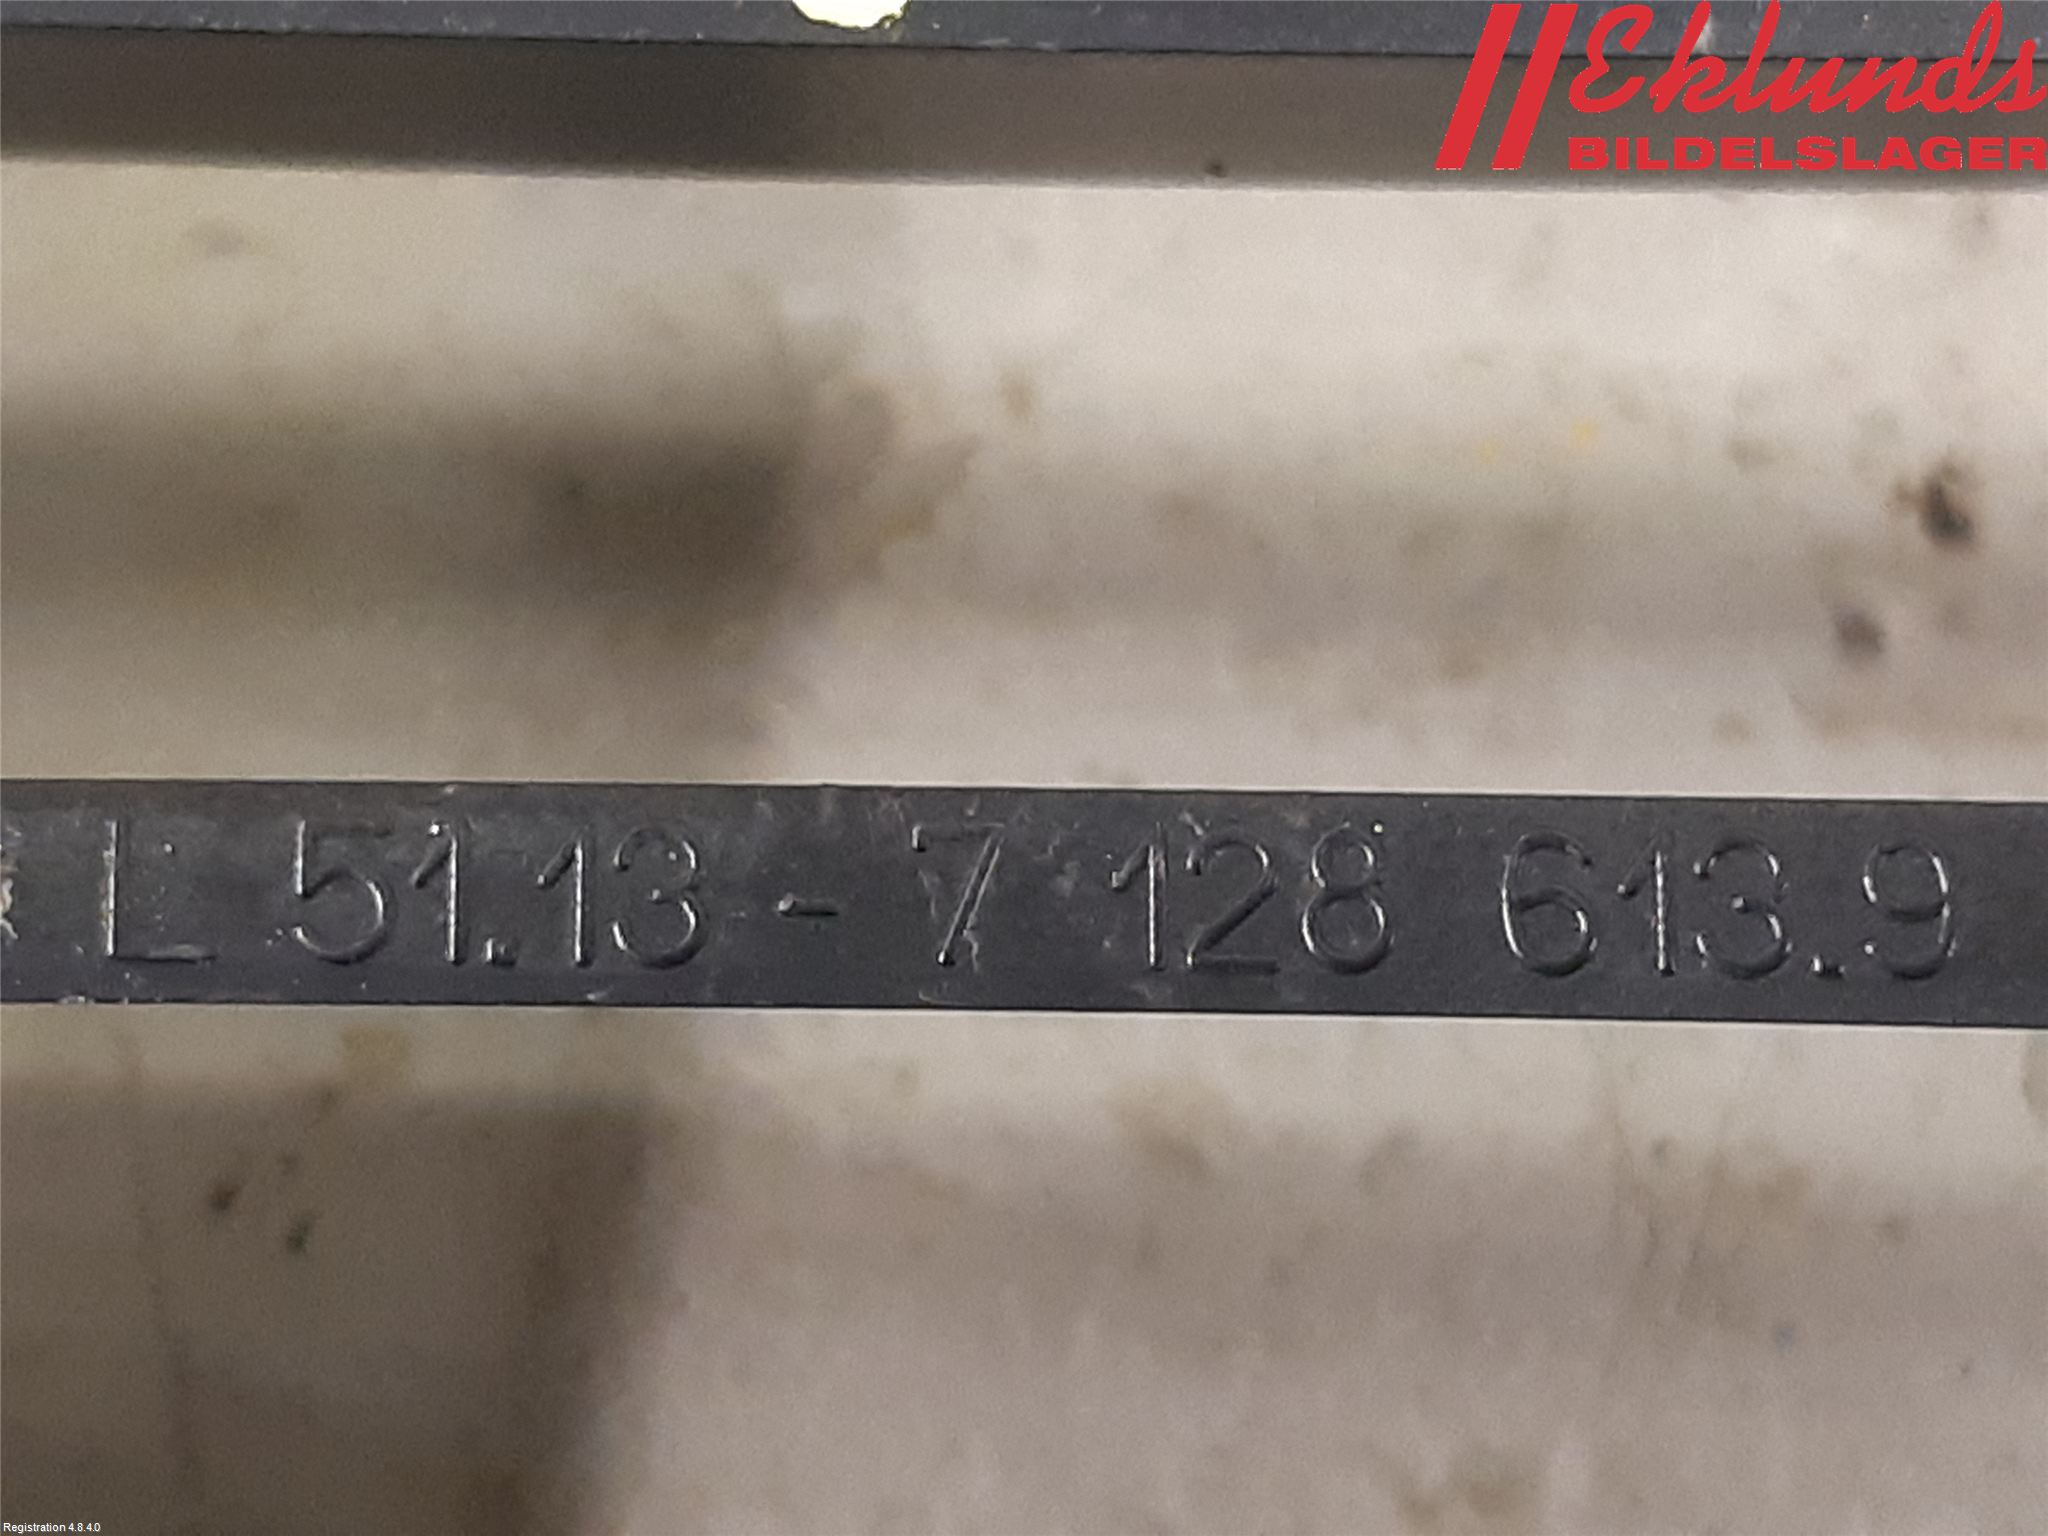 Eklunds
BILDELSLAGER
L 51.13 - 7 128 613.9
Registration 4.8.4.0